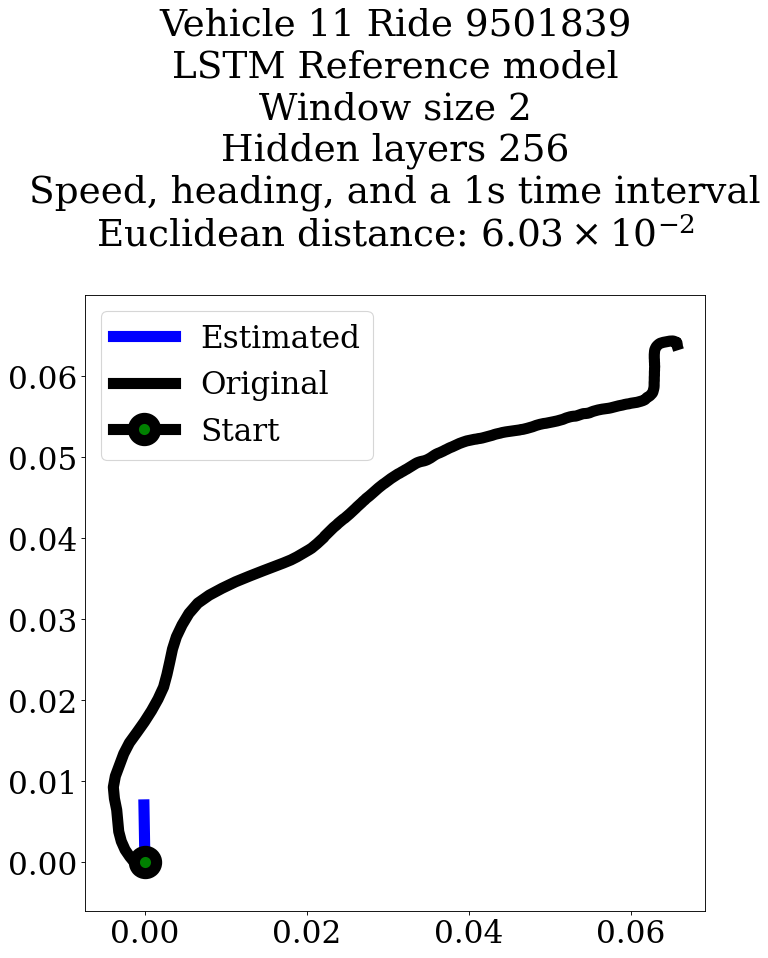 Vehicle 11 Ride 9501839
LSTM Reference model
Window size 2
Hidden layers 256
Speed, heading, and a 1s time interval
Euclidean distance: 6.03 × 10⁻²
Estimated
Original
Start
0.06
0.05
0.04
0.03
0.02
0.01
0.00
0.00 0.02 0.04 0.06